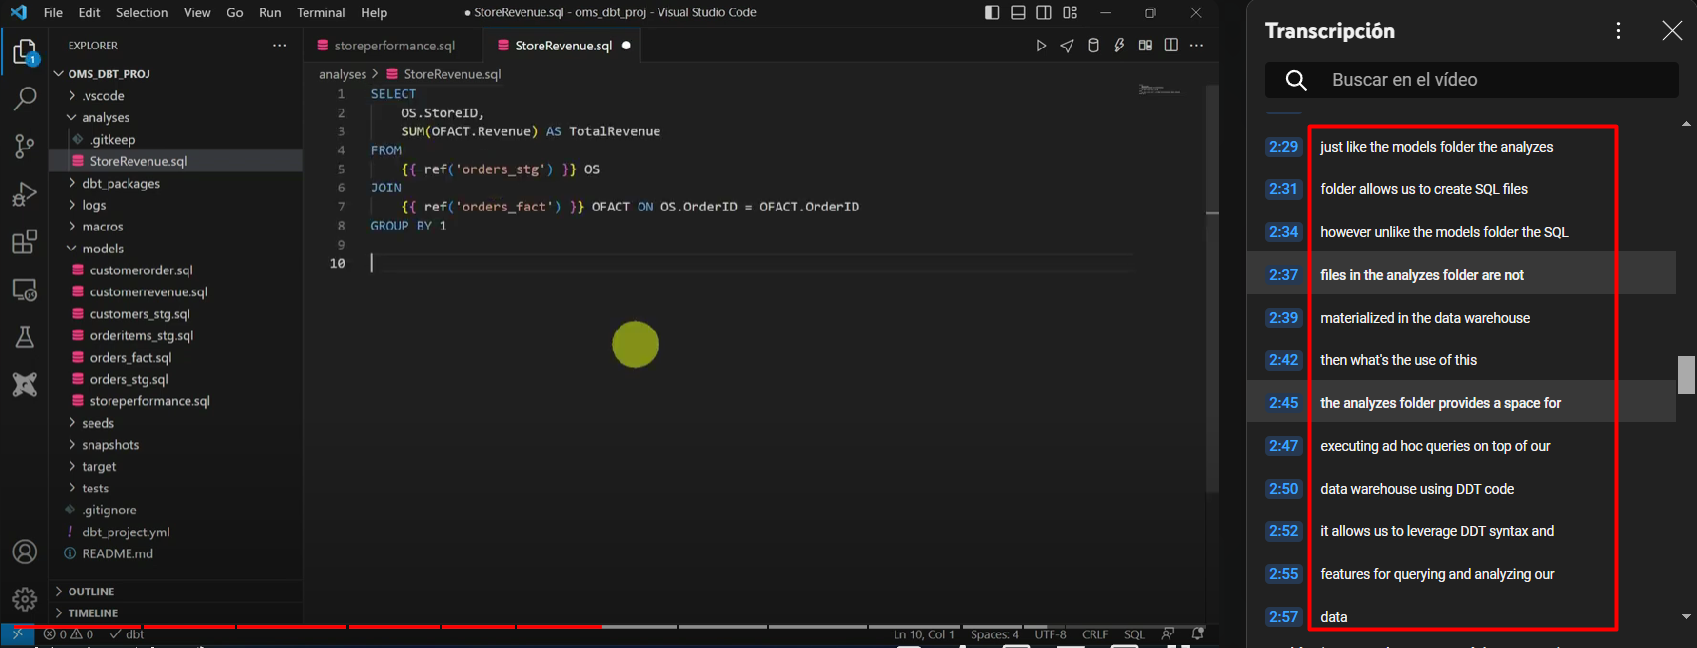 File Edit Selection View Go Run Terminal Help
● StoreRevenue.sql - oms_dbt_proj - Visual Studio Code
EXPLORER
1
OMS_DBT_PROJ
.vscode
analyses
.gitkeep
StoreRevenue.sql
dbt_packages
logs
macros
models
customerorder.sql
customerrevenue.sql
customers_stg.sql
orderitems_stg.sql
orders_fact.sql
orders_stg.sql
storeperformance.sql
seeds
snapshots
target
tests
.gitignore
dbt_project.yml
README.md
OUTLINE
TIMELINE
storeperformance.sql
StoreRevenue.sql
analyses > StoreRevenue.sql
1 SELECT
2 OS.StoreID,
3 SUM(OFACT.Revenue) AS TotalRevenue
4 FROM
5 {{ ref('orders_stg') }} OS
6 JOIN
7 {{ ref('orders_fact') }} OFACT ON OS.OrderID = OFACT.OrderID
8 GROUP BY 1
9
10
0 0 dbt
Ln 10, Col 1 Spaces: 4 UTF-8 CRLF SQL
Transcripción
Buscar en el vídeo
2:29 just like the models folder the analyzes
2:31 folder allows us to create SQL files
2:34 however unlike the models folder the SQL
2:37 files in the analyzes folder are not
2:39 materialized in the data warehouse
2:42 then what's the use of this
2:45 the analyzes folder provides a space for
2:47 executing ad hoc queries on top of our
2:50 data warehouse using DDT code
2:52 it allows us to leverage DDT syntax and
2:55 features for querying and analyzing our
2:57 data